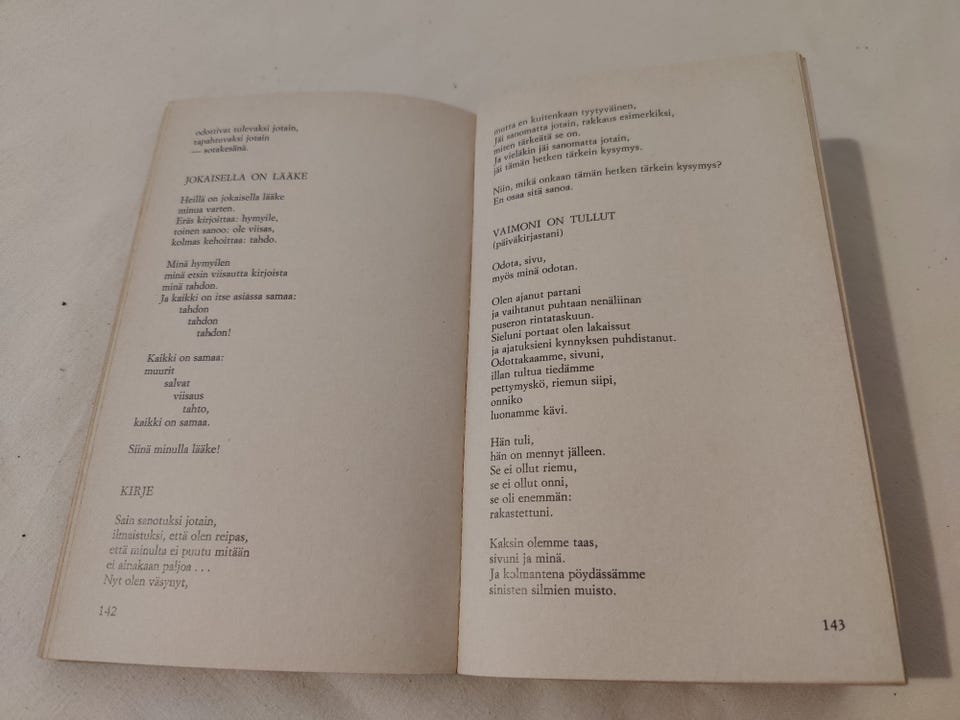 odottivat tulevaksi jotain,
tapahtuvaksi jotain
— sotakesänä.
JOKAISELLA ON LÄÄKE
Heillä on jokaisella lääke
minua varten.
Eräs kirjoittaa: hymyile,
toinen sanoo: ole viisas,
kolmas kehoittaa: tahdo.
Minä hymyilen
minä etsin viisautta kirjoista
minä tahdon.
Ja kaikki on itse asiassa samaa:
tahdon
tahdon
tahdon!
Kaikki on samaa:
muurit
salvat
viisaus
tahto,
kaikki on samaa.
Siinä minulla lääke!
KIRJE
Sain sanotuksi jotain,
ilmaistuksi, että olen reipas,
että minulta ei puutu mitään
ei ainakaan paljoa . . .
Nyt olen väsynyt,
142
mutta en kuitenkaan tyytyväinen,
Jäi sanomatta jotain, rakkaus esimerkiksi,
miten tärkeätä se on.
Ja vieläkin jäi sanomatta jotain,
jäi tämän hetken tärkein kysymys.
Niin, mikä onkaan tämän hetken tärkein kysymys?
En osaa sitä sanoa.
VAIMONI ON TULLUT
(päiväkirjastani)
Odota, sivu,
myös minä odotan.
Olen ajanut partani
ja vaihtanut puhtaan nenäliinan
puseron rintataskuun.
Sieluni portaat olen lakaissut
ja ajatuksieni kynnyksen puhdistanut.
Odottakaamme, sivuni,
illan tultua tiedämme
pettymyskö, riemun siipi,
onniko
luonamme kävi.
Hän tuli,
hän on mennyt jälleen.
Se ei ollut riemu,
se ei ollut onni,
se oli enemmän:
rakastettuni.
Kaksin olemme taas,
sivuni ja minä.
Ja kolmantena pöydässämme
sinisten silmien muisto.
143